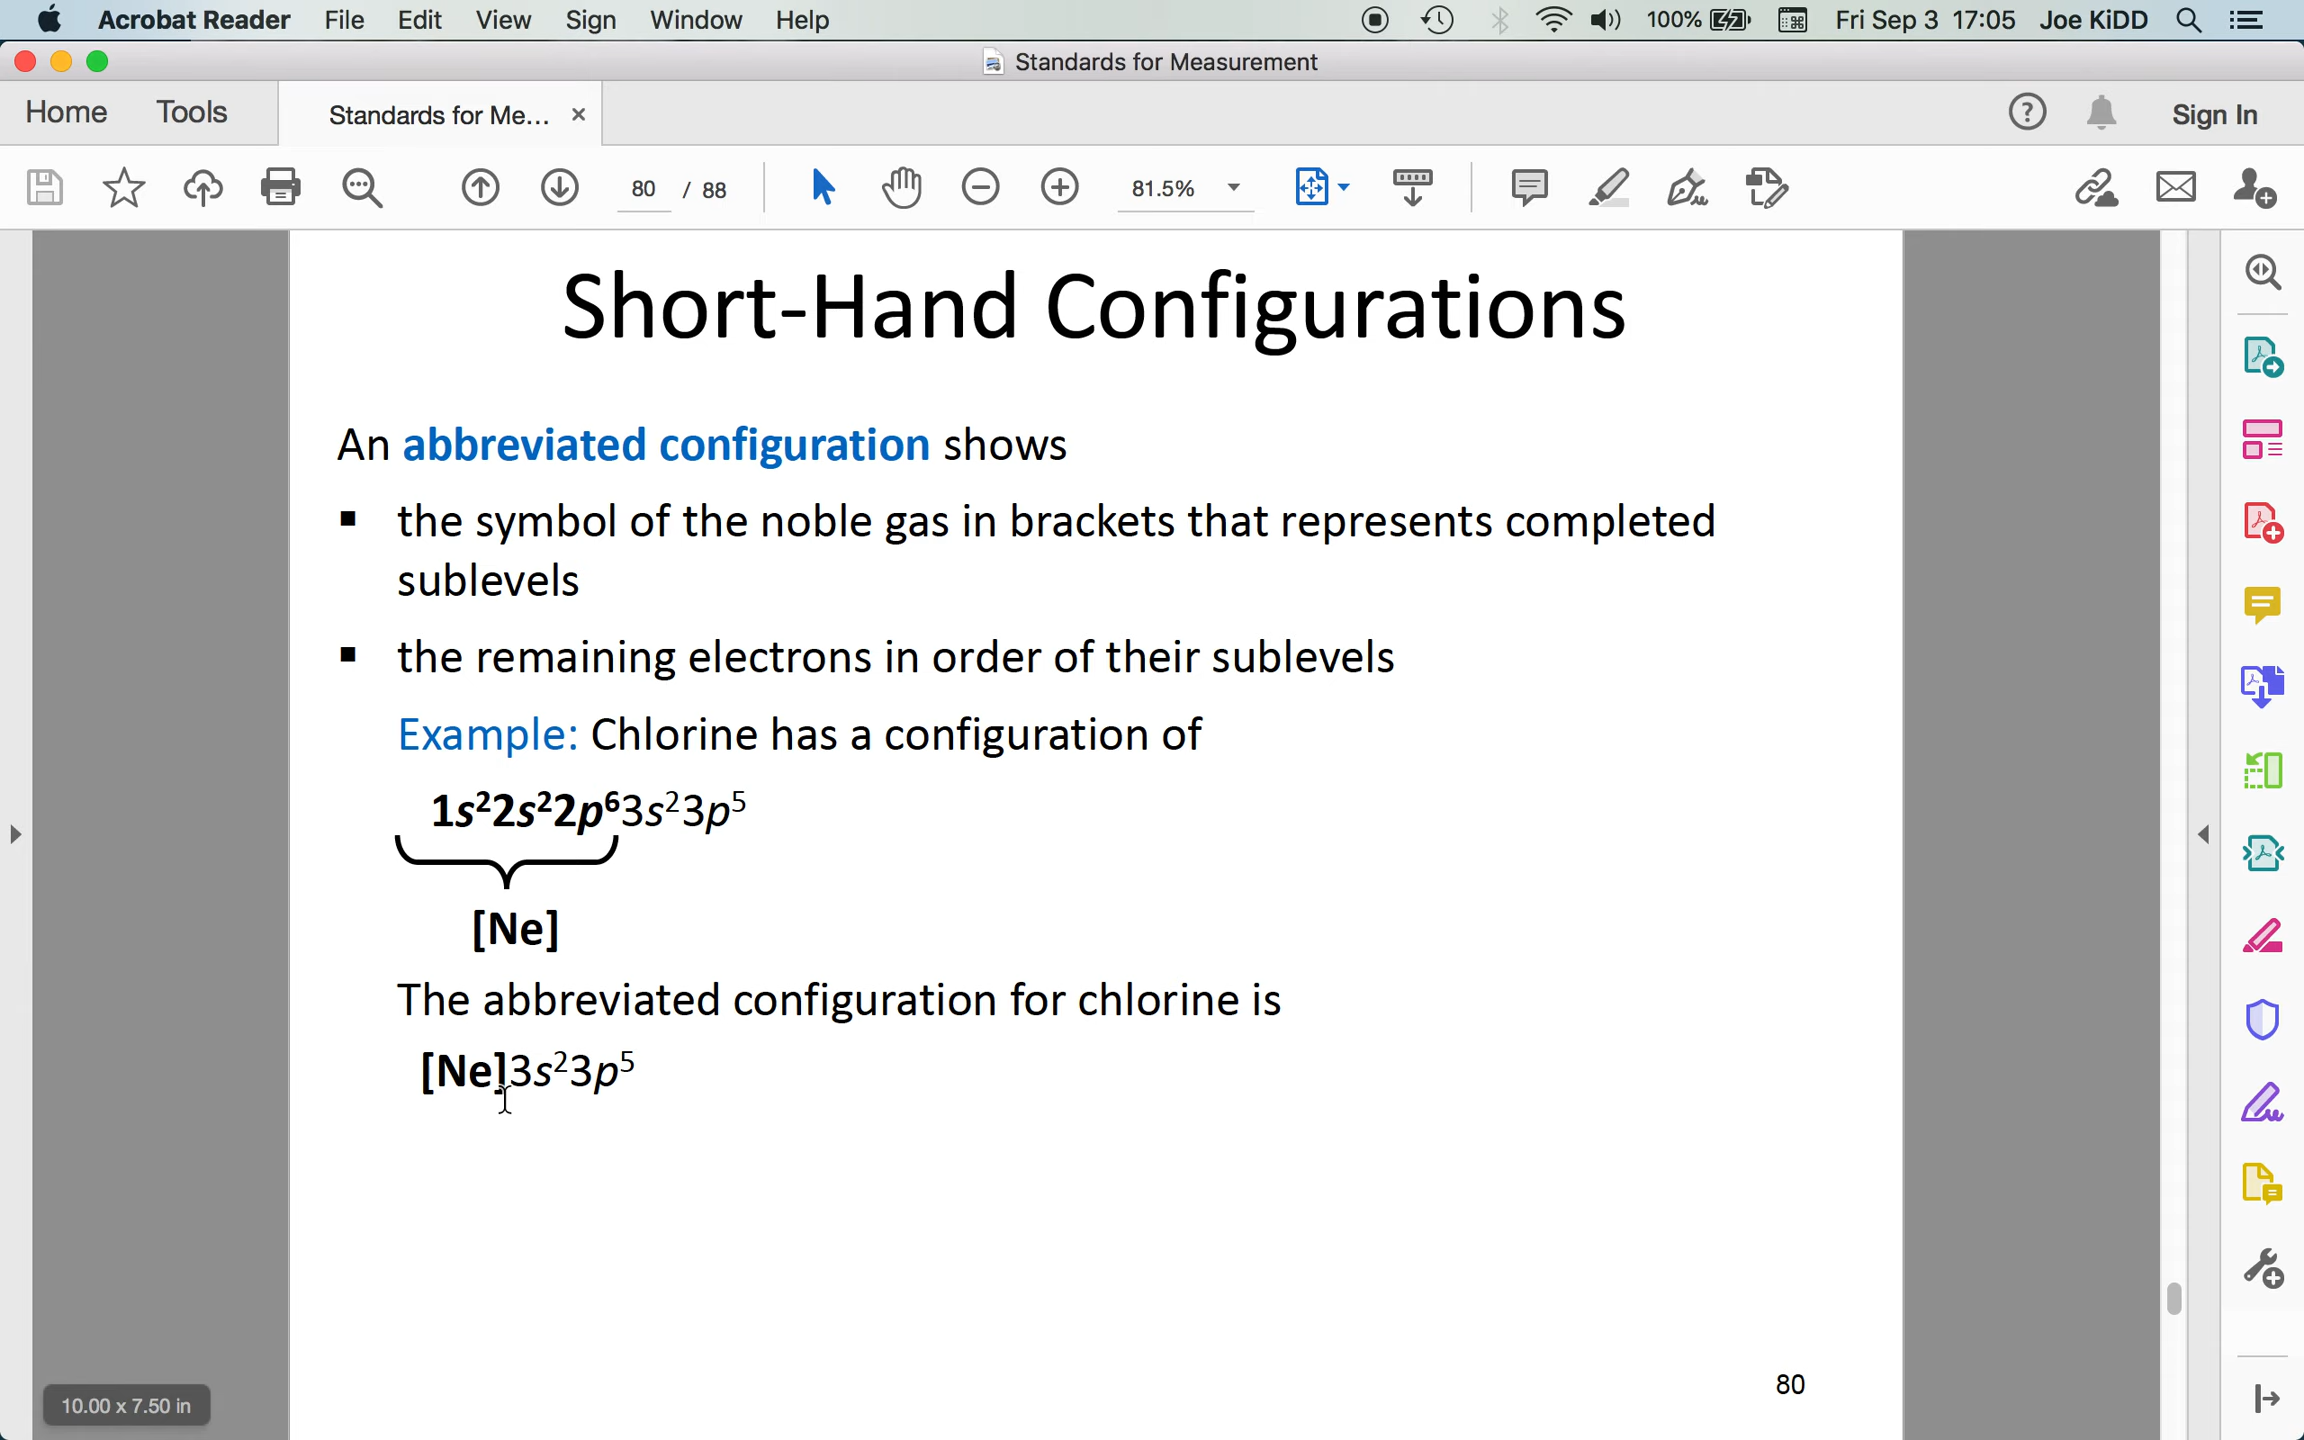 Acrobat Reader File Edit View Sign Window Help 100% Fri Sep 3 17:05 Joe KiDD
Standards for Measurement
Home Tools Standards for Me... × Sign In
80 / 88 81.5%
Short-Hand Configurations
An abbreviated configuration shows
▪ the symbol of the noble gas in brackets that represents completed
sublevels
▪ the remaining electrons in order of their sublevels
Example: Chlorine has a configuration of
1s²2s²2p⁶3s²3p⁵
[Ne]
The abbreviated configuration for chlorine is
[Ne]3s²3p⁵
80
10.00 x 7.50 in